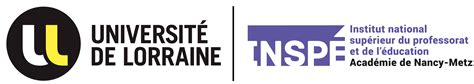 UNIVERSITÉ
DE LORRAINE
INSPÉ
Institut national
supérieur du professorat
et de l'éducation
Académie de Nancy-Metz